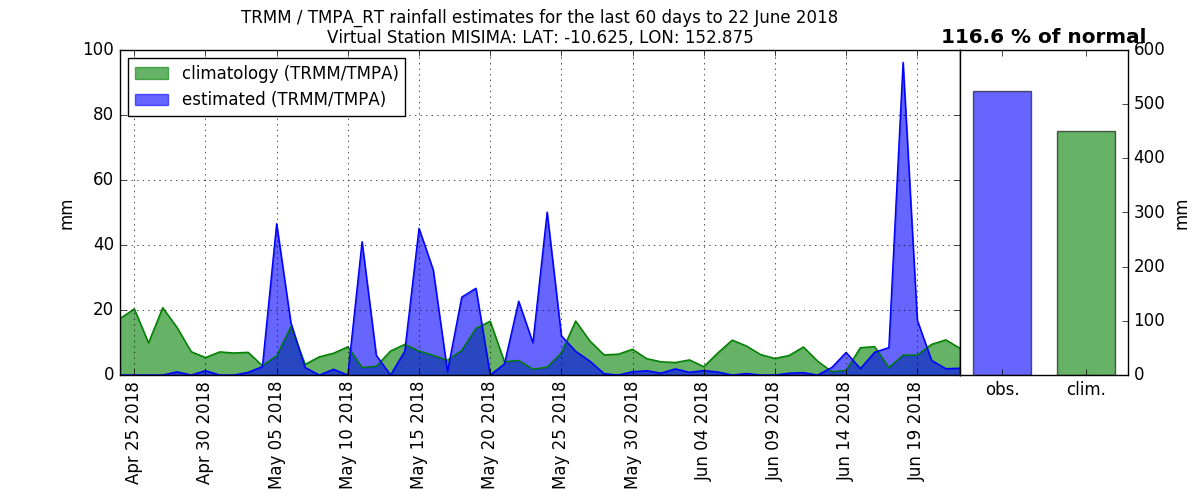 TRMM / TMPA_RT rainfall estimates for the last 60 days to 22 June 2018
Virtual Station MISIMA: LAT: -10.625, LON: 152.875
116.6 % of normal
climatology (TRMM/TMPA)
estimated (TRMM/TMPA)
mm
100
80
60
40
20
0
Apr 25 2018
Apr 30 2018
May 05 2018
May 10 2018
May 15 2018
May 20 2018
May 25 2018
May 30 2018
Jun 04 2018
Jun 09 2018
Jun 14 2018
Jun 19 2018
600
500
400
300
200
100
0
mm
obs.
clim.